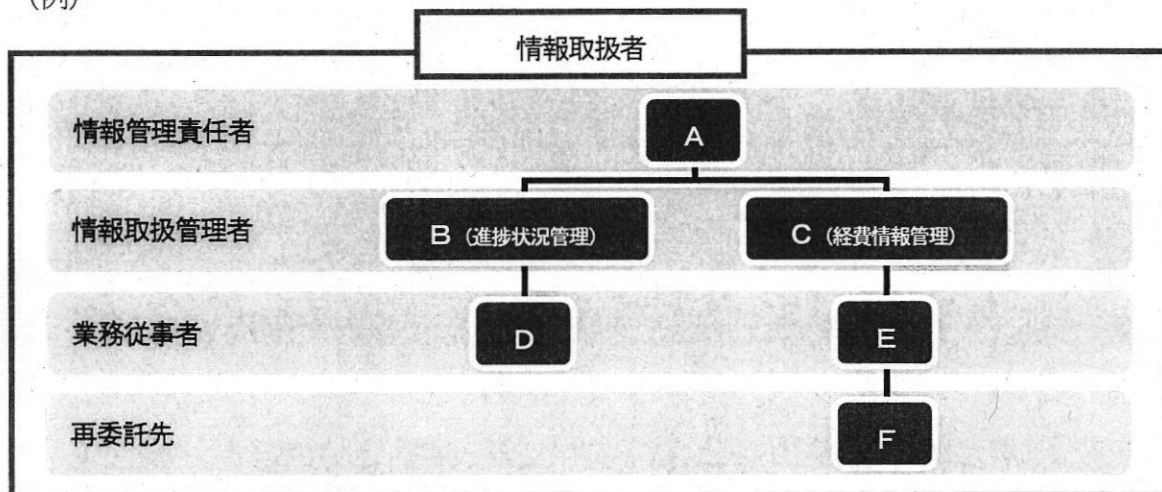 (例)
情報取扱者
情報管理責任者
A
情報取扱管理者
B (進捗状況管理)
C (経費情報管理)
業務従事者
D
E
再委託先
F